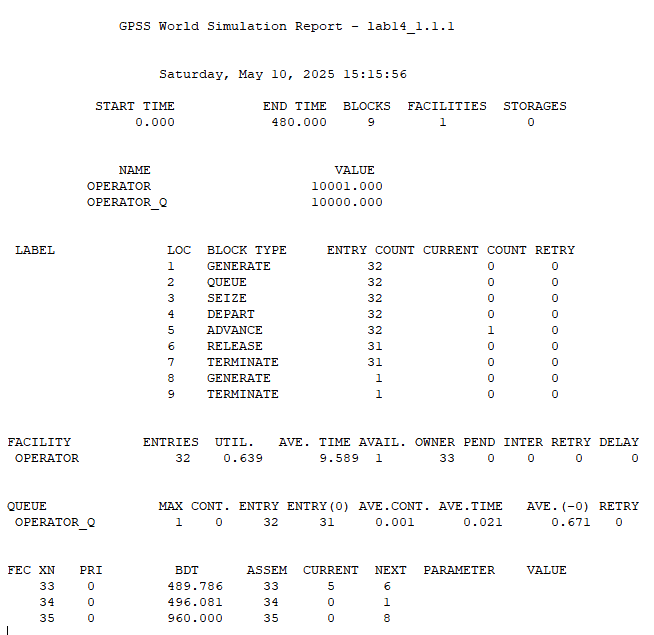 GPSS World Simulation Report - lab14_1.1.1
Saturday, May 10, 2025 15:15:56
START TIME END TIME BLOCKS FACILITIES STORAGES
0.000 480.000 9 1 0
NAME VALUE
OPERATOR 10001.000
OPERATOR_Q 10000.000
LABEL LOC BLOCK TYPE ENTRY COUNT CURRENT COUNT RETRY
1 GENERATE 32 0 0
2 QUEUE 32 0 0
3 SEIZE 32 0 0
4 DEPART 32 0 0
5 ADVANCE 32 1 0
6 RELEASE 31 0 0
7 TERMINATE 31 0 0
8 GENERATE 1 0 0
9 TERMINATE 1 0 0
FACILITY ENTRIES UTIL. AVE. TIME AVAIL. OWNER PEND INTER RETRY DELAY
OPERATOR 32 0.639 9.589 1 33 0 0 0 0
QUEUE MAX CONT. ENTRY ENTRY(0) AVE.CONT. AVE.TIME AVE.(-0) RETRY
OPERATOR_Q 1 0 32 31 0.001 0.021 0.671 0
FEC XN PRI BDT ASSEM CURRENT NEXT PARAMETER VALUE
33 0 489.786 33 5 6
34 0 496.081 34 0 1
35 0 960.000 35 0 8